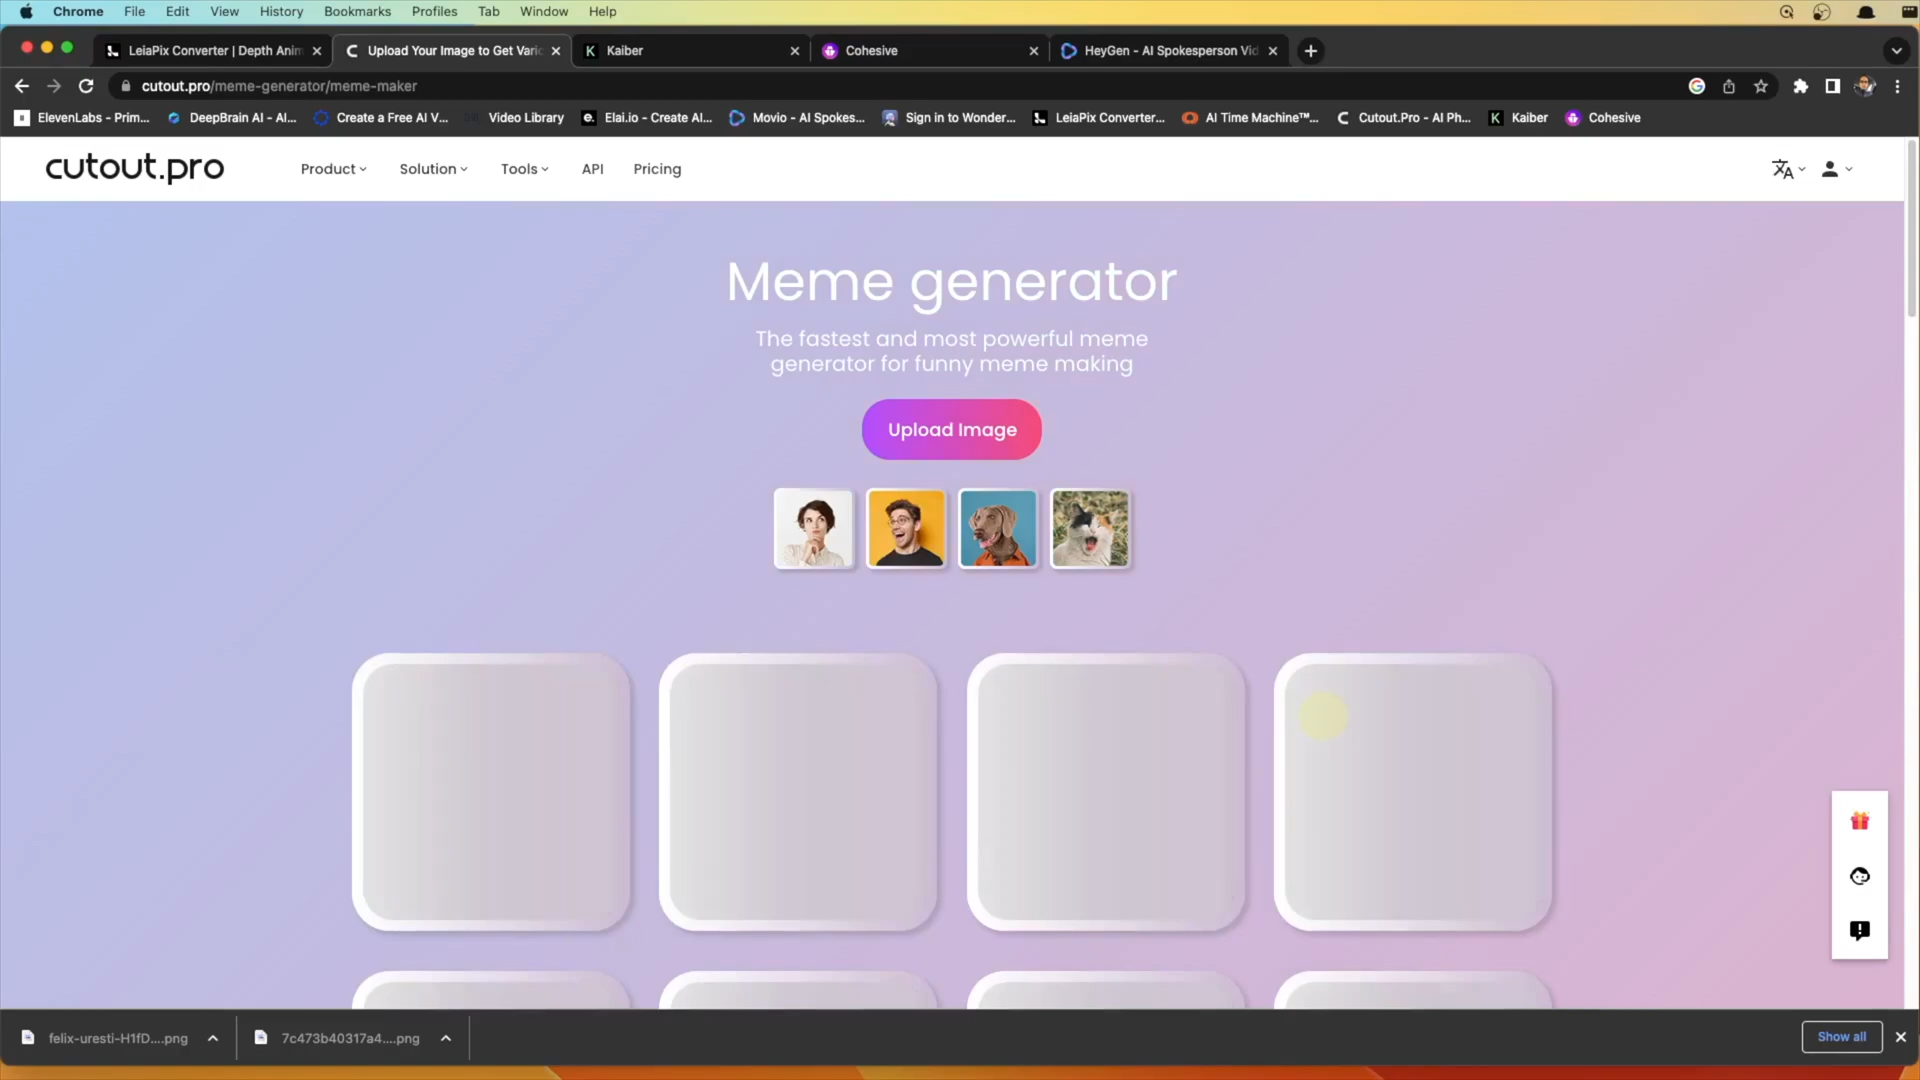 Chrome File Edit View History Bookmarks Profiles Tab Window Help
LeiaPix Converter | Depth Anim
Upload Your Image to Get Vario
Kaiber
Cohesive
HeyGen - AI Spokesperson Vid
cutout.pro/meme-generator/meme-maker
ElevenLabs - Prim...
DeepBrain AI - AI...
Create a Free AI V...
Video Library
Elai.io - Create AI...
Movio - AI Spokes...
Sign in to Wonder...
LeiaPix Converter...
AI Time Machine™...
Cutout.Pro - AI Ph...
Kaiber
Cohesive
cutout.pro
Product
Solution
Tools
API
Pricing
Meme generator
The fastest and most powerful meme
generator for funny meme making
Upload Image
felix-uresti-H1fD....png
7c473b40317a4....png
Show all